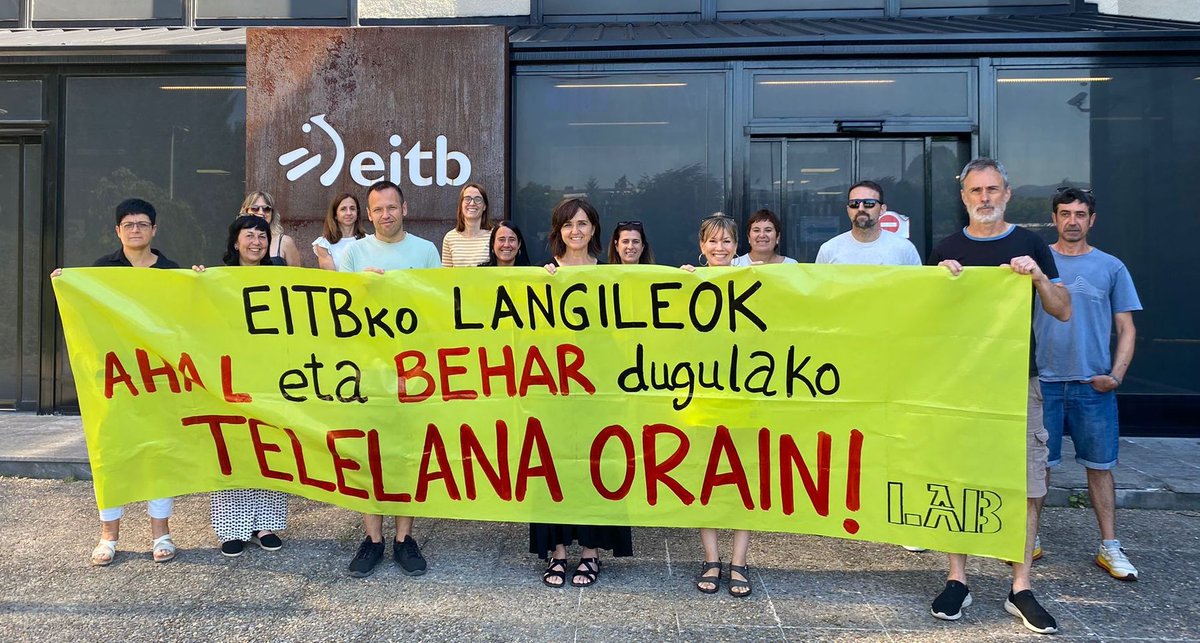 eitb
EITBko LANGILEOK
AHAL eta BEHAR dugulako
TELELANA ORAIN!
LAB